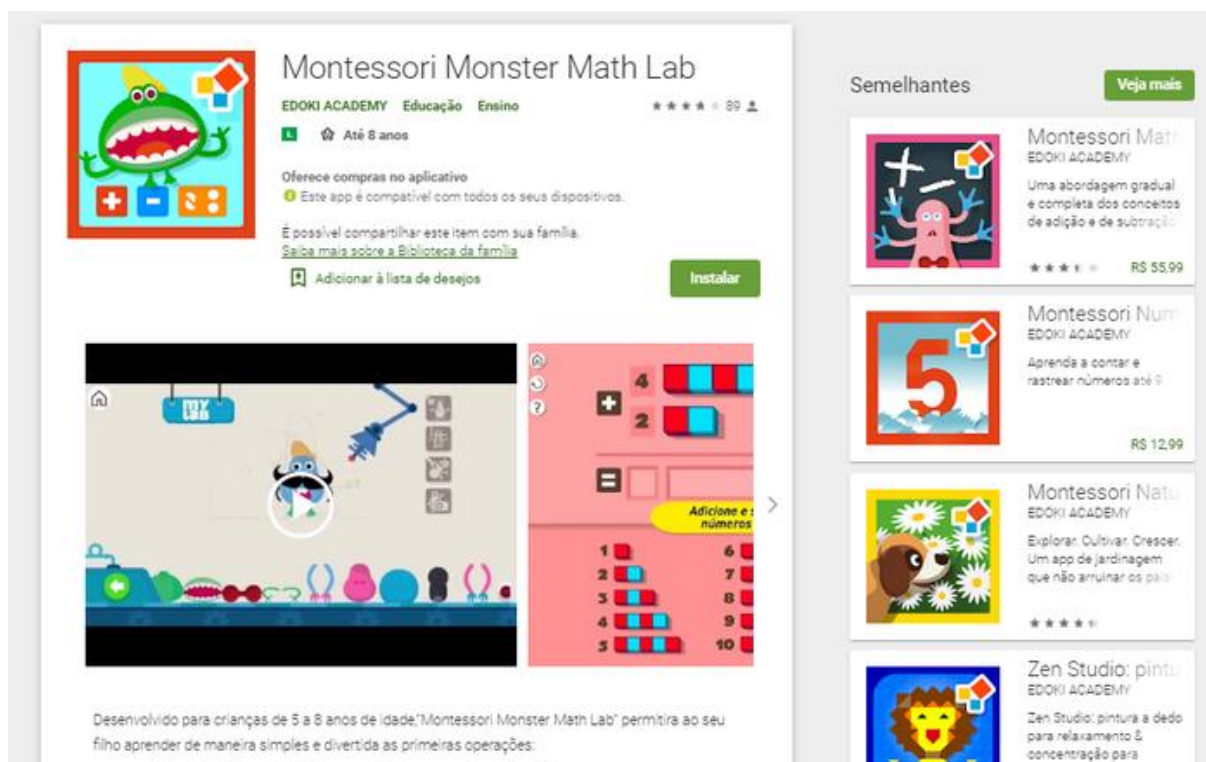 Montessori Monster Math Lab
EDOKI ACADEMY Educação Ensino 89
L Até 8 anos
Oferece compras no aplicativo
Este app é compatível com todos os seus dispositivos.
É possível compartilhar este item com sua família.
Saiba mais sobre a Biblioteca da família
Adicionar à lista de desejos
Instalar
MY
LAB
4
+
2
=
Adicione e s
números
1 6
2 7
3 8
4 9
5 10
Desenvolvido para crianças de 5 a 8 anos de idade,"Montessori Monster Math Lab" permitira ao seu
filho aprender de maneira simples e divertida as primeiras operações:
Semelhantes
Veja mais
Montessori Math
EDOKI ACADEMY
Uma abordagem gradual
e completa dos conceitos
de adição e de subtração
R$ 55,99
5
Montessori Num
EDOKI ACADEMY
Aprenda a contar e
rastrear números até 9
R$ 12,99
Montessori Natu
EDOKI ACADEMY
Explorar. Cultivar. Crescer.
Um app de jardinagem
que não arruinar os pais
Zen Studio: pintu
EDOKI ACADEMY
Zen Studio: pintura a dedo
para relaxamento &
concentração para